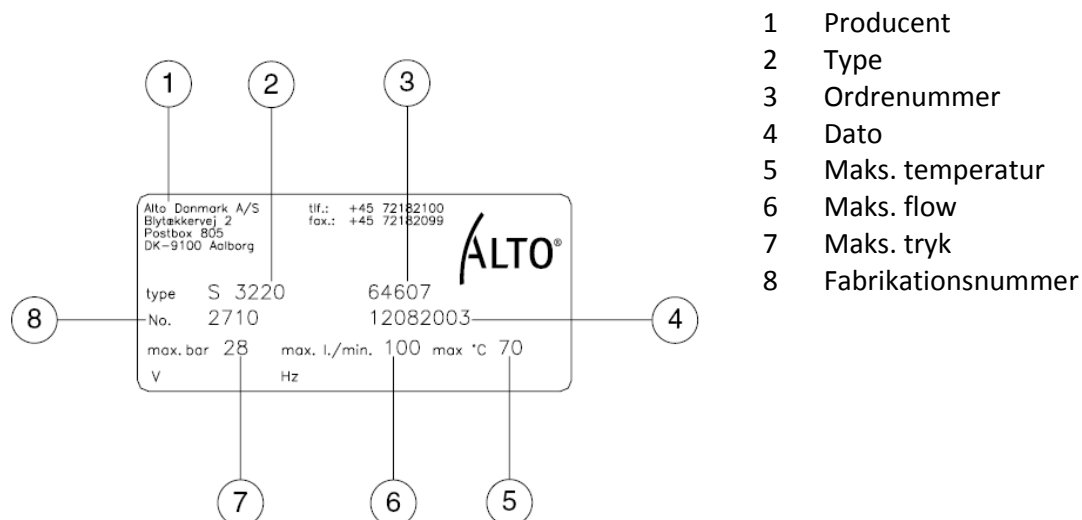 1 Producent
2 Type
3 Ordrenummer
4 Dato
5 Maks. temperatur
6 Maks. flow
7 Maks. tryk
8 Fabrikationsnummer
1 2 3
Alto Danmark A/S tlf.: +45 72182100
Blytækkervej 2 fax.: +45 72182099
Postbox 805
DK-9100 Aalborg
ALTO®
type S 3220 64607
8 No. 2710 12082003 4
max. bar 28 max. l./min. 100 max °C 70
V Hz
7 6 5